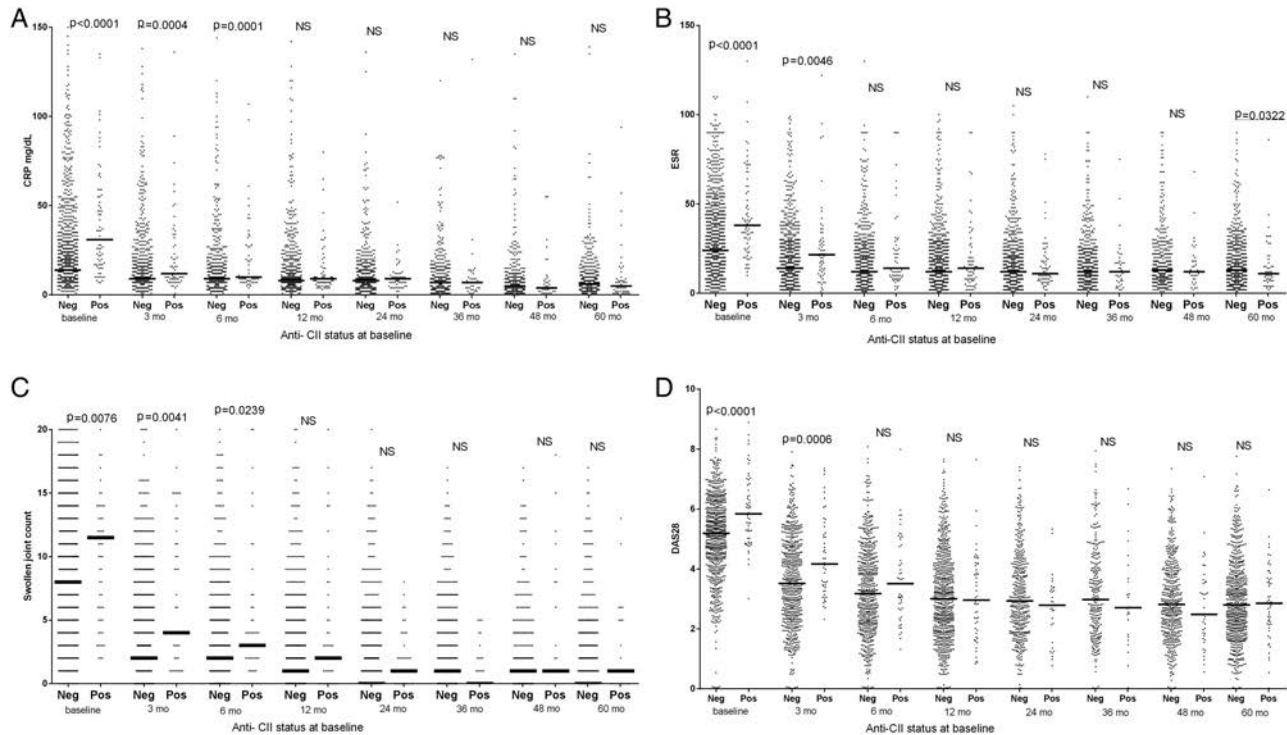 A
p<0.0001 p=0.0004 p=0.0001 NS NS NS NS NS
150
100
50
0
CRP mg/dL
Neg Pos Neg Pos Neg Pos Neg Pos Neg Pos Neg Pos Neg Pos Neg Pos
baseline 3 mo 6 mo 12 mo 24 mo 36 mo 48 mo 60 mo
Anti- CII status at baseline
B
p<0.0001 p=0.0046 NS NS NS NS NS p=0.0322
150
100
50
0
ESR
Neg Pos Neg Pos Neg Pos Neg Pos Neg Pos Neg Pos Neg Pos Neg Pos
baseline 3 mo 6 mo 12 mo 24 mo 36 mo 48 mo 60 mo
Anti-CII status at baseline
C
p=0.0076 p=0.0041 p=0.0239 NS NS NS NS NS
20
15
10
5
0
Swollen joint count
Neg Pos Neg Pos Neg Pos Neg Pos Neg Pos Neg Pos Neg Pos Neg Pos
baseline 3 mo 6 mo 12 mo 24 mo 36 mo 48 mo 60 mo
Anti- CII status at baseline
D
p<0.0001 p=0.0006 NS NS NS NS NS NS
10
8
6
4
2
0
DAS28
Neg Pos Neg Pos Neg Pos Neg Pos Neg Pos Neg Pos Neg Pos Neg Pos
baseline 3 mo 6 mo 12 mo 24 mo 36 mo 48 mo 60 mo
Anti-CII status at baseline